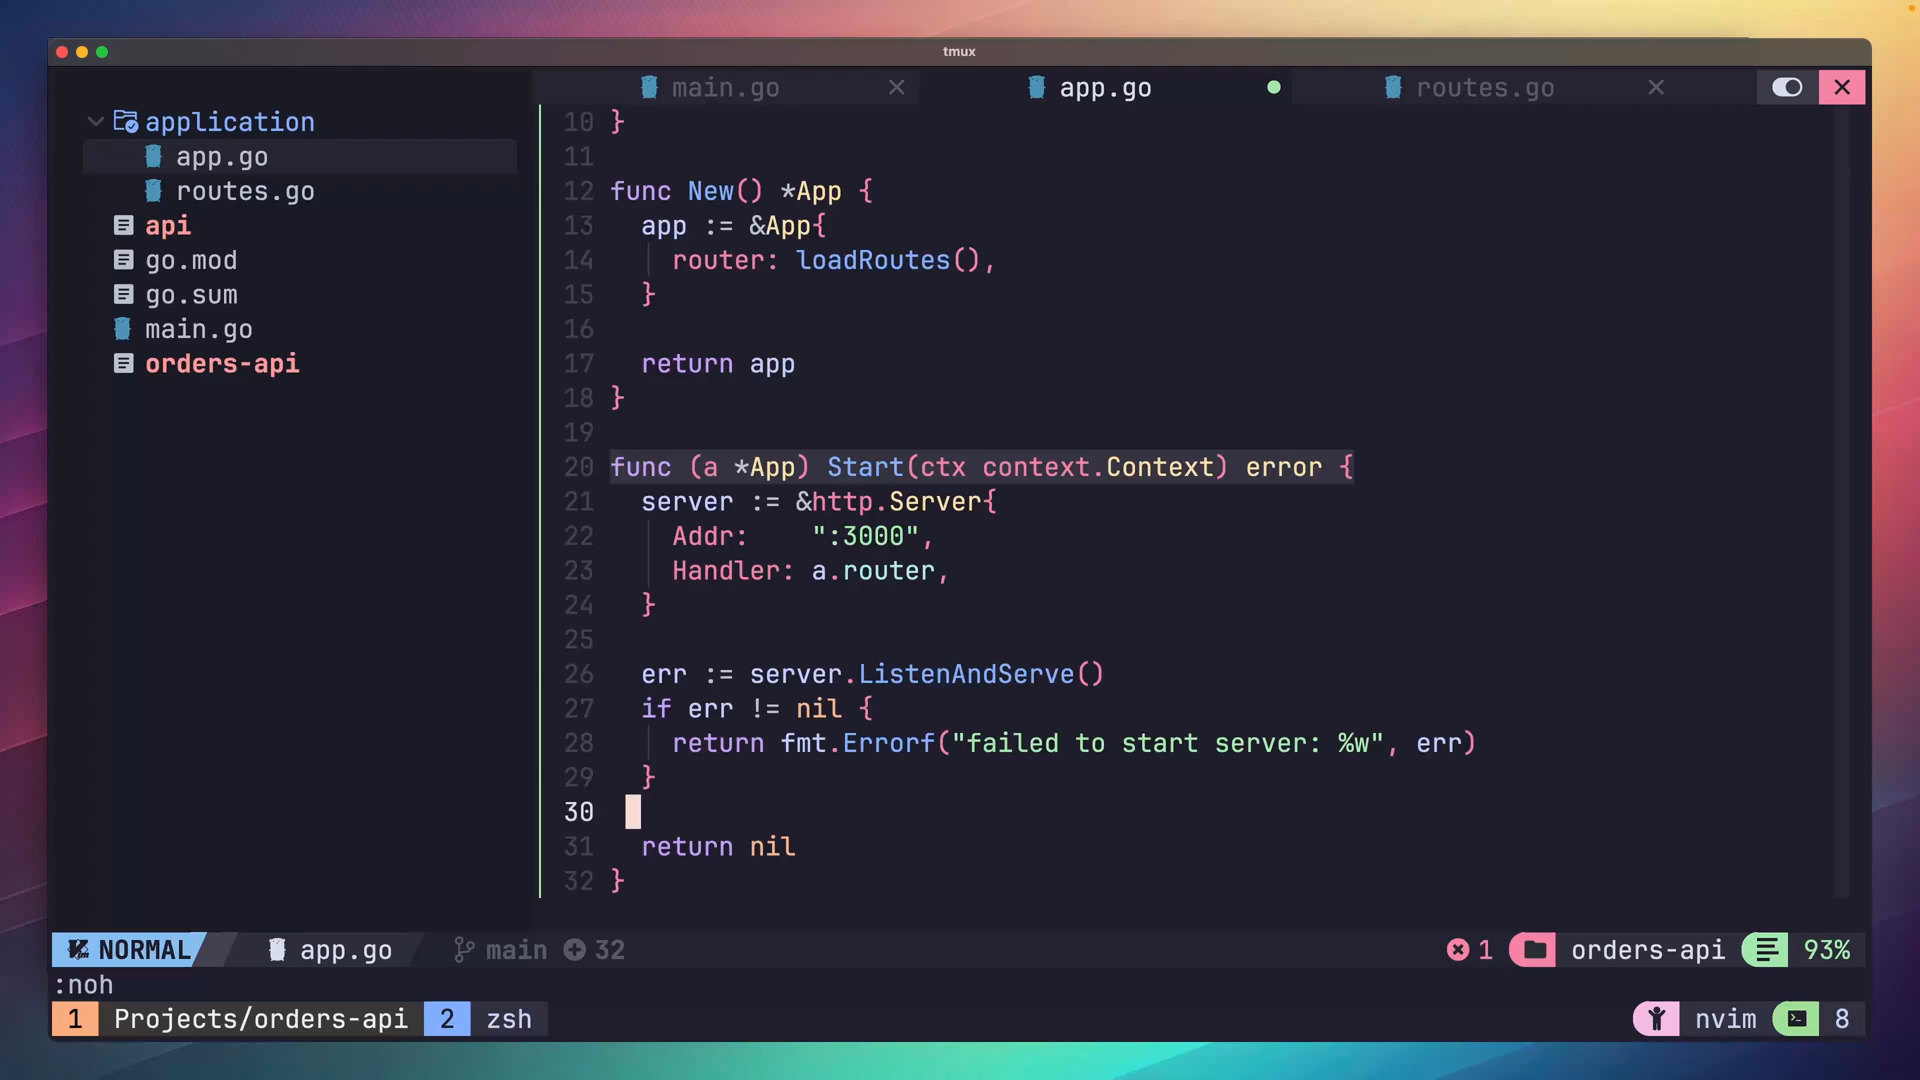 tmux
main.go
app.go
routes.go
application
app.go
routes.go
api
go.mod
go.sum
main.go
orders-api
10 }
11
12 func New() *App {
13   app := &App{
14     router: loadRoutes(),
15   }
16
17   return app
18 }
19
20 func (a *App) Start(ctx context.Context) error {
21   server := &http.Server{
22     Addr:    ":3000",
23     Handler: a.router,
24   }
25
26   err := server.ListenAndServe()
27   if err != nil {
28     return fmt.Errorf("failed to start server: %w", err)
29   }
30
31   return nil
32 }
NORMAL app.go main 32 1 orders-api 93%
:noh
1 Projects/orders-api 2 zsh nvim 8